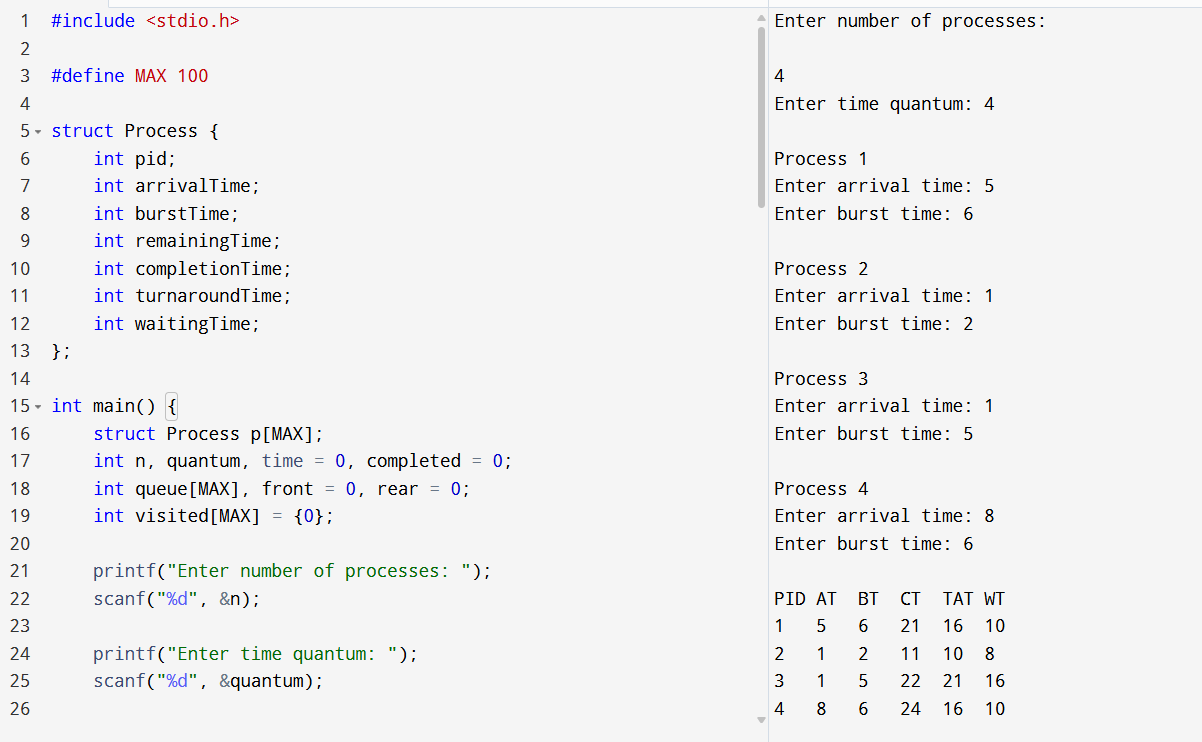 1 #include <stdio.h>
2
3 #define MAX 100
4
5 struct Process {
6     int pid;
7     int arrivalTime;
8     int burstTime;
9     int remainingTime;
10     int completionTime;
11     int turnaroundTime;
12     int waitingTime;
13 };
14
15 int main() {
16     struct Process p[MAX];
17     int n, quantum, time = 0, completed = 0;
18     int queue[MAX], front = 0, rear = 0;
19     int visited[MAX] = {0};
20
21     printf("Enter number of processes: ");
22     scanf("%d", &n);
23
24     printf("Enter time quantum: ");
25     scanf("%d", &quantum);
26
Enter number of processes:

4
Enter time quantum: 4

Process 1
Enter arrival time: 5
Enter burst time: 6

Process 2
Enter arrival time: 1
Enter burst time: 2

Process 3
Enter arrival time: 1
Enter burst time: 5

Process 4
Enter arrival time: 8
Enter burst time: 6

PID AT  BT  CT  TAT WT
1   5   6   21  16  10
2   1   2   11  10  8
3   1   5   22  21  16
4   8   6   24  16  10